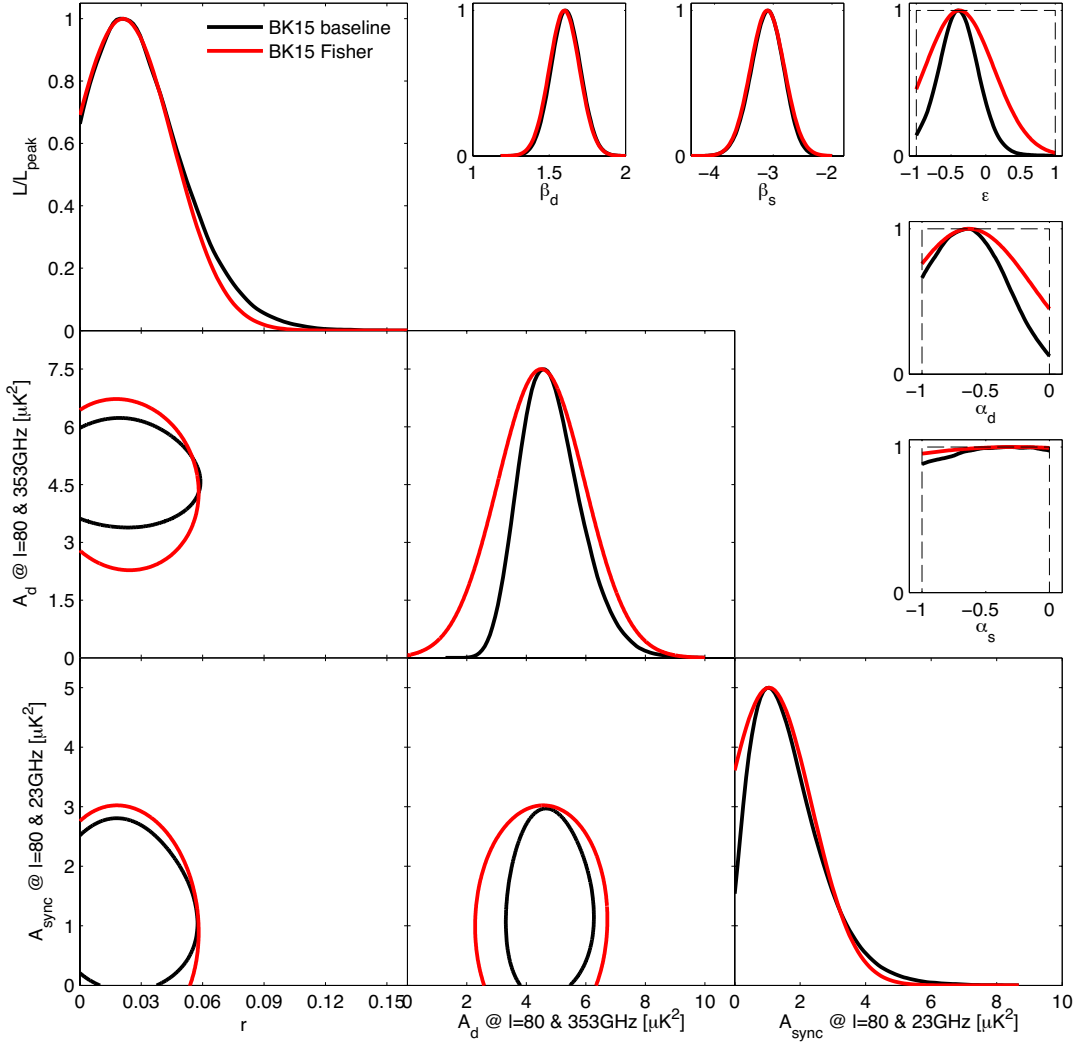 BK15 baseline
BK15 Fisher
L/L_peak
1
0.8
0.6
0.4
0.2
0
1
0
1 1.5 2
β_d
1
0
−4 −3 −2
β_s
1
0
−1 −0.5 0 0.5 1
ε
1
0
−1 −0.5 0
α_d
1
0
−1 −0.5 0
α_s
A_d @ l=80 & 353GHz [μK²]
7.5
6
4.5
3
1.5
0
A_sync @ l=80 & 23GHz [μK²]
5
4
3
2
1
0
0 0.03 0.06 0.09 0.12 0.15
r
0 2 4 6 8 10
A_d @ l=80 & 353GHz [μK²]
0 2 4 6 8 10
A_sync @ l=80 & 23GHz [μK²]